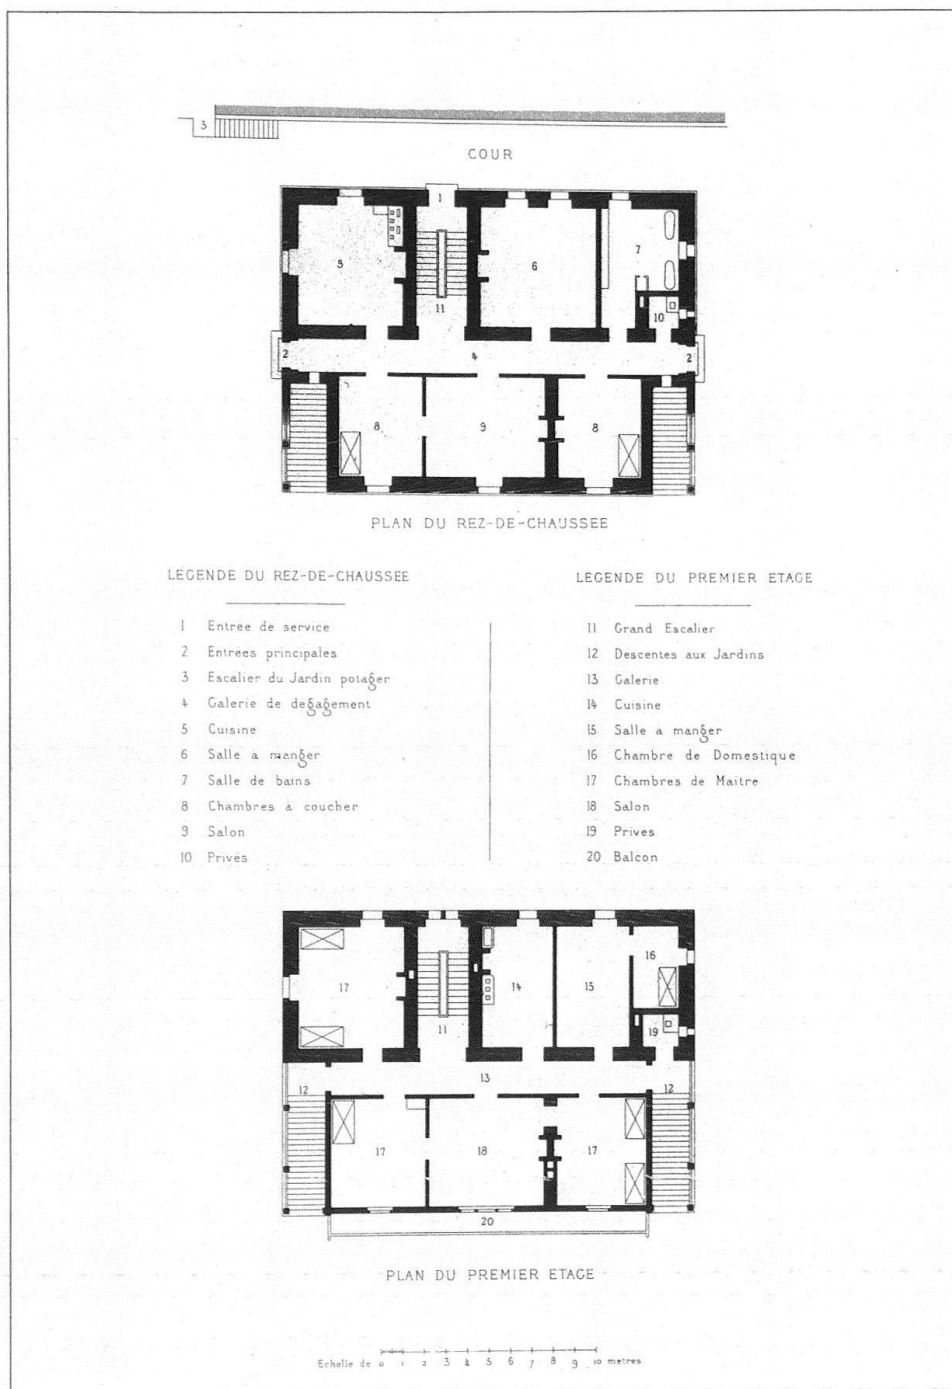 3
COUR
1
5
6
7
11
10
2
4
2
8
9
8
PLAN DU REZ-DE-CHAUSSEE
LEGENDE DU REZ-DE-CHAUSSEE
1 Entrée de service
2 Entrées principales
3 Escalier du Jardin potager
4 Galerie de degagement
5 Cuisine
6 Salle à manger
7 Salle de bains
8 Chambres à coucher
9 Salon
10 Privés
LEGENDE DU PREMIER ETAGE
11 Grand Escalier
12 Descentes aux Jardins
13 Galerie
14 Cuisine
15 Salle a manger
16 Chambre de Domestique
17 Chambres de Maitre
18 Salon
19 Prives
20 Balcon
17
14
15
16
11
19
12
13
12
17
18
17
20
PLAN DU PREMIER ETAGE
Echelle de 0 1 2 3 4 5 6 7 8 9 10 metres